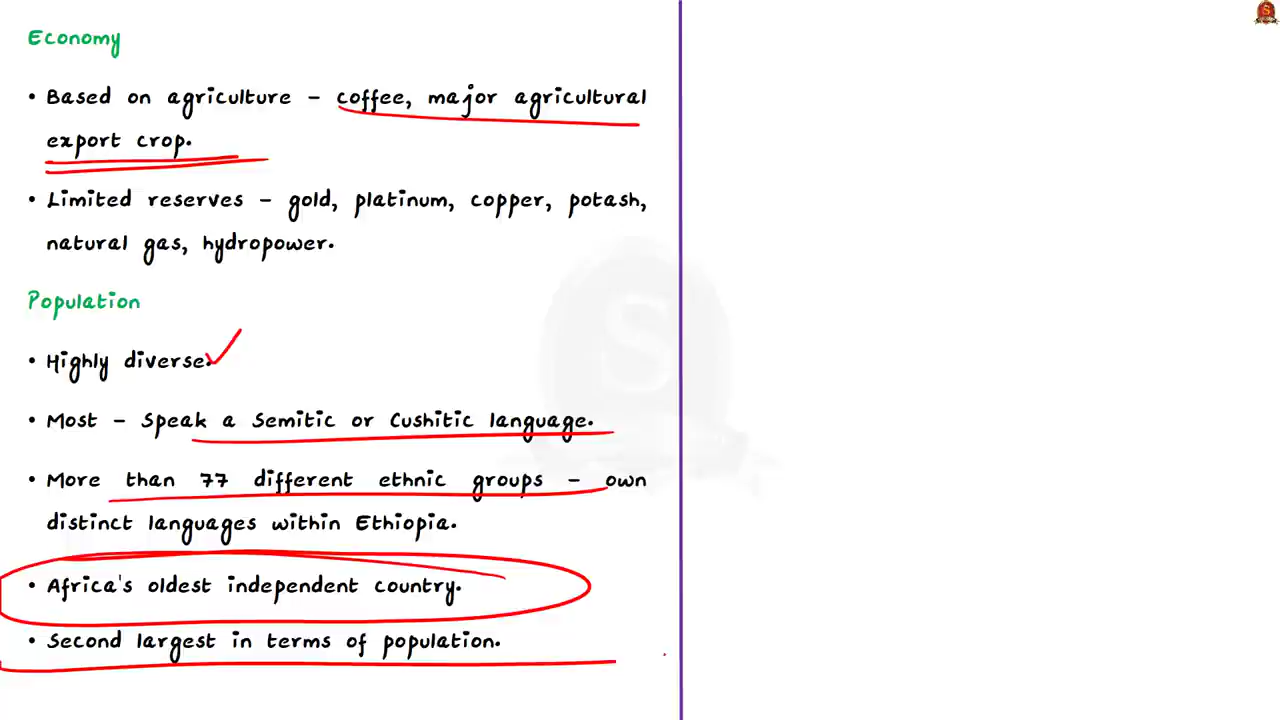 Economy
• Based on agriculture – coffee, major agricultural
export crop.
• Limited reserves – gold, platinum, copper, potash,
natural gas, hydropower.
Population
• Highly diverse.
• Most – Speak a Semitic or Cushitic language.
• More than 77 different ethnic groups – own
distinct languages within Ethiopia.
• Africa's oldest independent country.
• Second largest in terms of population.
S
S